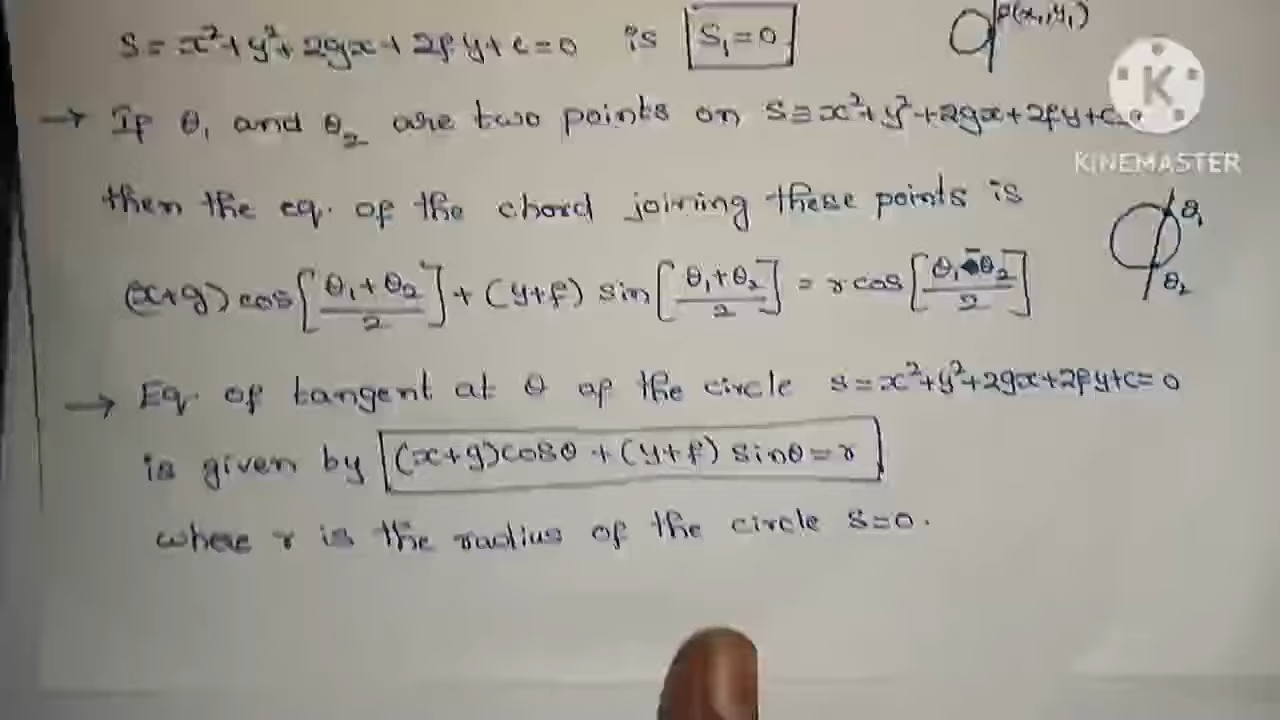 P(x₁,y₁)
S = x²+y²+2gx+2fy+c=0 is S₁=0
→ If θ₁ and θ₂ are two points on S≡x²+y²+2gx+2fy+c=0
K
KINEMASTER
then the eq. of the chord joining these points is
θ₁
θ₂
(x+g) cos[(θ₁+θ₂)/2] + (y+f) sin[(θ₁+θ₂)/2] = r cos[(θ₁-θ₂)/2]
→ Eq. of tangent at θ of the circle S=x²+y²+2gx+2fy+c=0
is given by (x+g)cosθ+(y+f) sinθ=r
where r is the radius of the circle S=0.